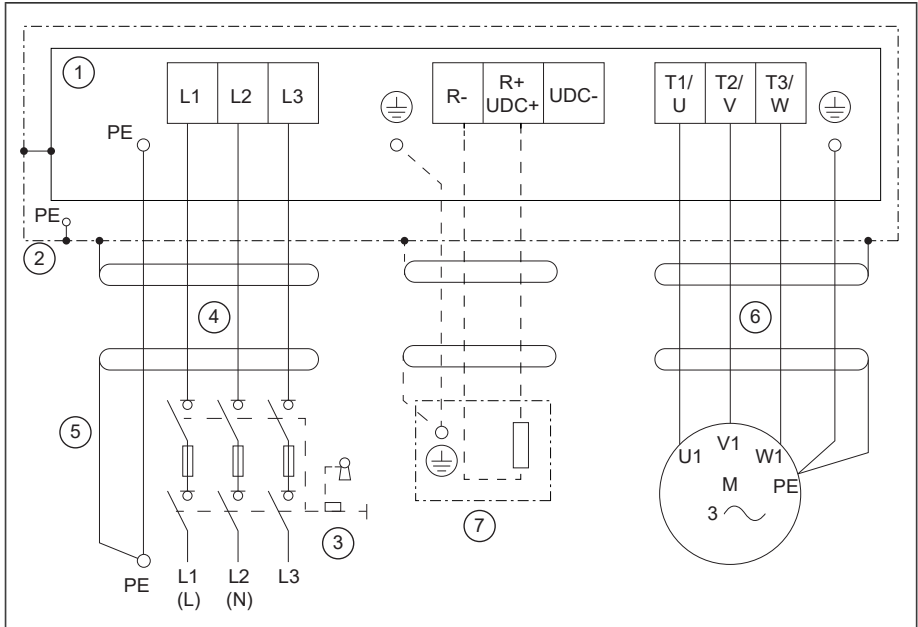 1
L1 L2 L3
R- R+ UDC+ UDC-
T1/ U T2/ V T3/ W
PE
PE
2
4
6
5
U1 V1 W1
M PE
3
7
3
PE
L1 (L) L2 (N) L3